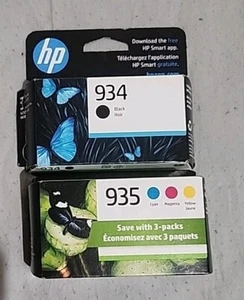 hp
Download the free
HP Smart app.
Téléchargez l'application
HP Smart gratuite.
934
Black
Noir
935
Cyan
Magenta
Yellow
Save with 3-packs
Économisez avec 3 paquets